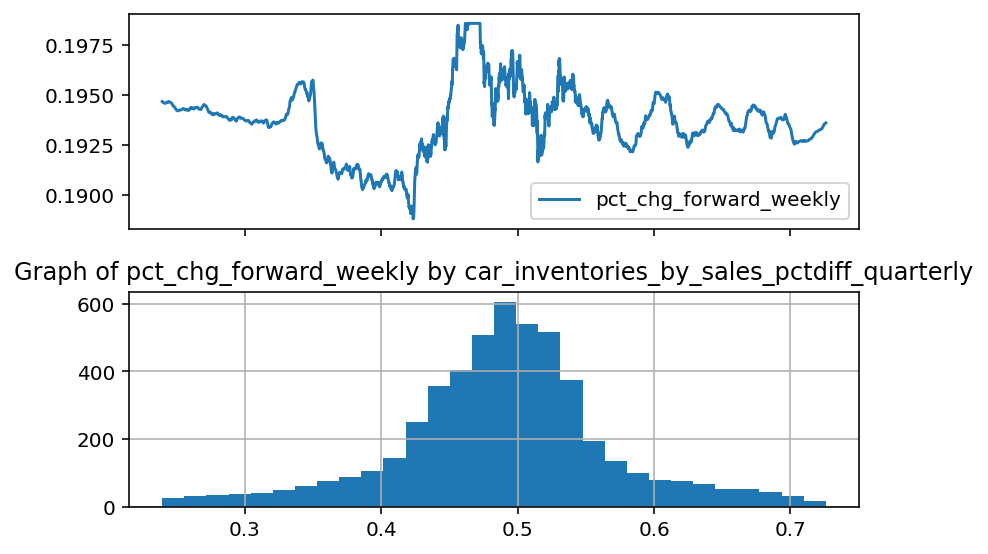 0.1975
0.1950
0.1925
0.1900
pct_chg_forward_weekly
Graph of pct_chg_forward_weekly by car_inventories_by_sales_pctdiff_quarterly
600
400
200
0
0.3 0.4 0.5 0.6 0.7